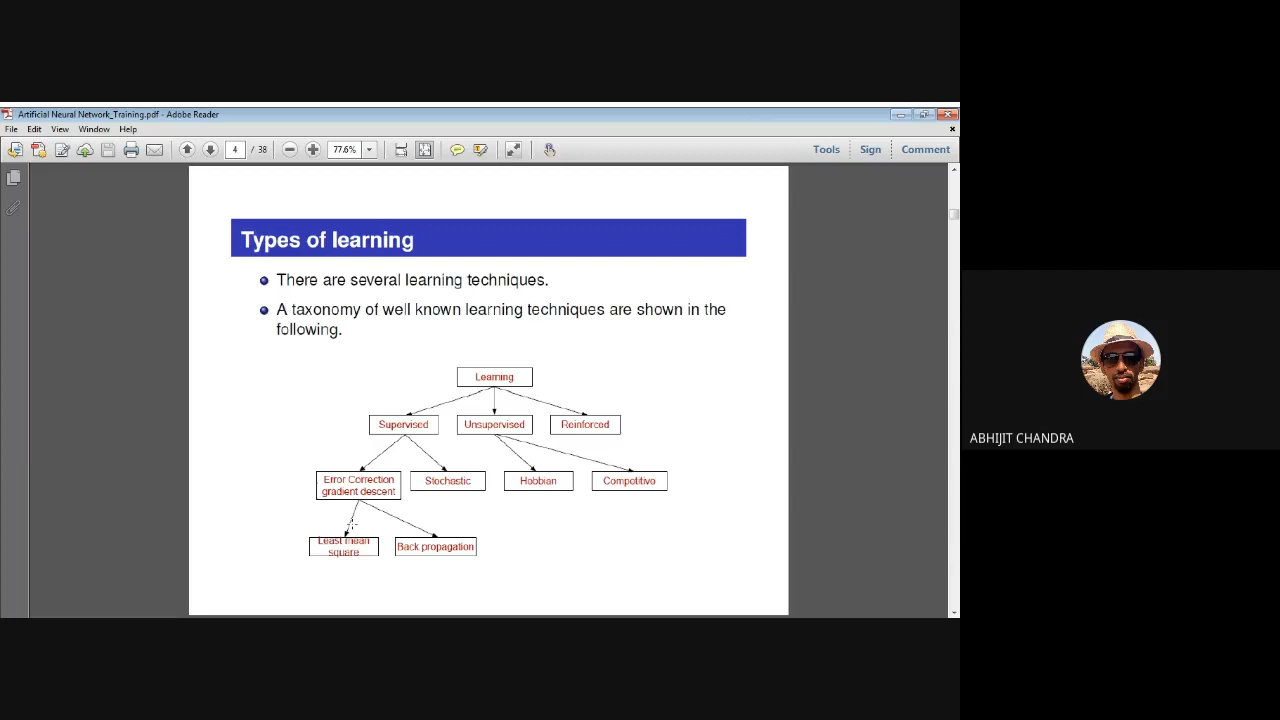 Artificial Neural Network_Training.pdf - Adobe Reader
File Edit View Window Help
4 / 38 77.6% Tools Sign Comment
Types of learning
There are several learning techniques.
A taxonomy of well known learning techniques are shown in the
following.
Learning
Supervised Unsupervised Reinforced
Error Correction
gradient descent
Stochastic Hobbian Compotitivo
Least mean
square
Back propagation
ABHIJIT CHANDRA